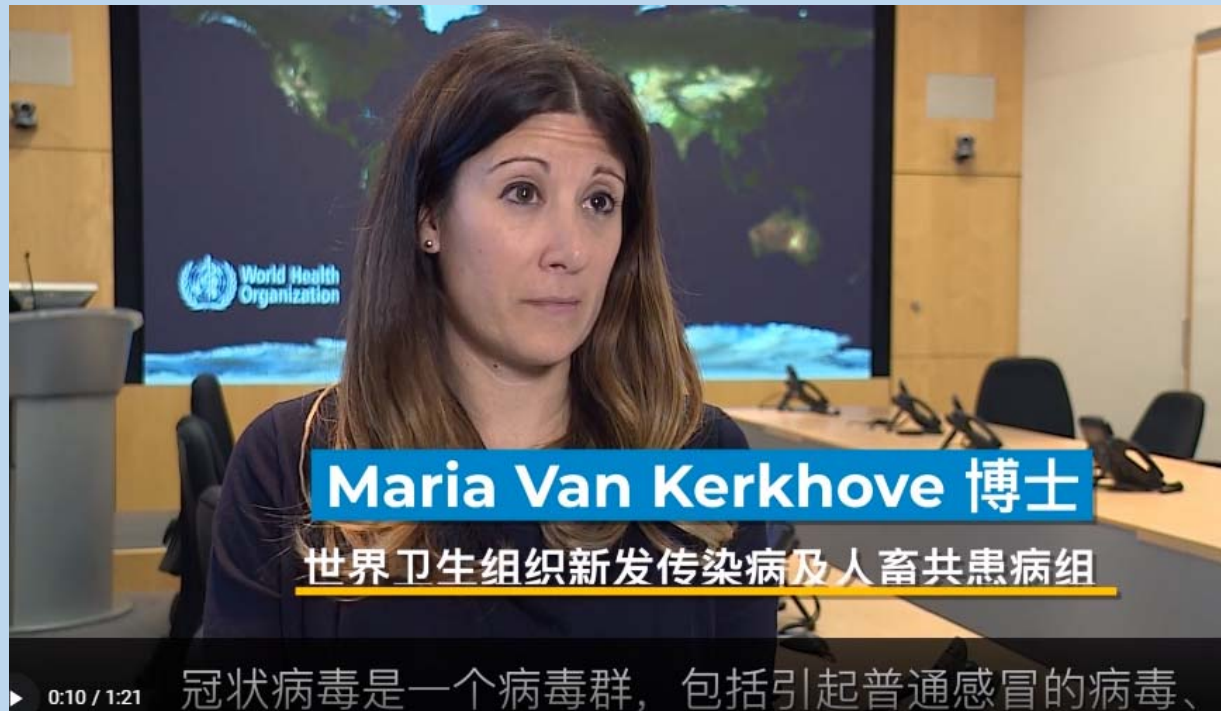 World Health
Organization
Maria Van Kerkhove 博士
世界卫生组织新发传染病及人畜共患病组
0:10 / 1:21
冠状病毒是一个病毒群，包括引起普通感冒的病毒、